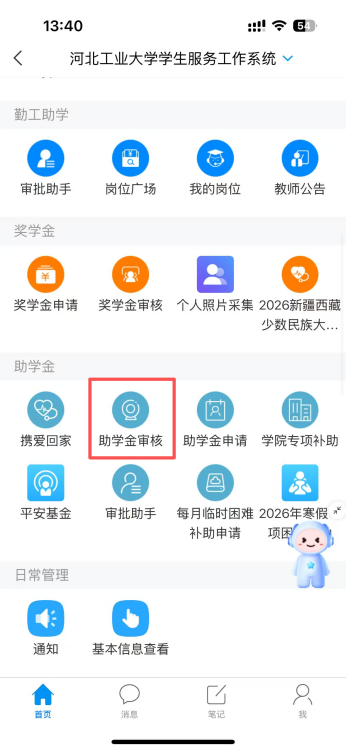 13:40
54
河北工业大学学生服务工作系统
勤工助学
审批助手 岗位广场 我的岗位 教师公告
奖学金
奖学金申请 奖学金审核 个人照片采集 2026新疆西藏
少数民族大...
助学金
携爱回家 助学金审核 助学金申请 学院专项补助
平安基金 审批助手 每月临时困难 2026年寒假
补助申请 项困
日常管理
通知 基本信息查看
首页 消息 笔记 我